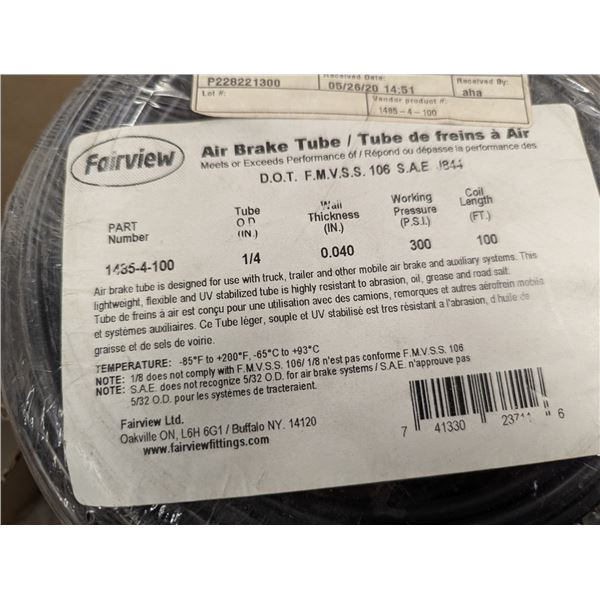 Received Date:
P228221300
05/26/20 14:51
Received By:
aha
Lot #:
Vendor product #:
1485-4-100
Fairview
Air Brake Tube / Tube de freins à Air
Meets or Exceeds Performance of / Répond ou dépasse la performance des
D.O.T. F.M.V.S.S. 106 S.A.E. J844
PART Number
Tube O D (IN.)
Wall Thickness (IN.)
Working Pressure (P.S.I.)
Coil Length (FT.)
1435-4-100 1/4 0.040 300 100
Air brake tube is designed for use with truck, trailer and other mobile air brake and auxiliary systems. This
lightweight, flexible and UV stabilized tube is highly resistant to abrasion, oil, grease and road salt.
Tube de freins à air est conçu pour une utilisation avec des camions, remorques et autres aérofrein mobile
et systèmes auxiliaires. Ce Tube léger, souple et UV stabilisé est tres résistant a l'abrasion, d'huile de
graisse et de sels de voirie.
TEMPERATURE: -85°F to +200°F. -65°C to +93°C
NOTE: 1/8 does not comply with F.M.V.S.S. 106/ 1/8 n'est pas conforme F.M.V.S.S. 106
NOTE: S.A.E. does not recognize 5/32 O.D. for air brake systems / S.A.E. n'approuve pas
5/32 O.D. pour les systèmes de tracteraient.
Fairview Ltd.
Oakville ON, L6H 6G1 / Buffalo NY. 14120
www.fairviewfittings.com
7 41330 23711 6